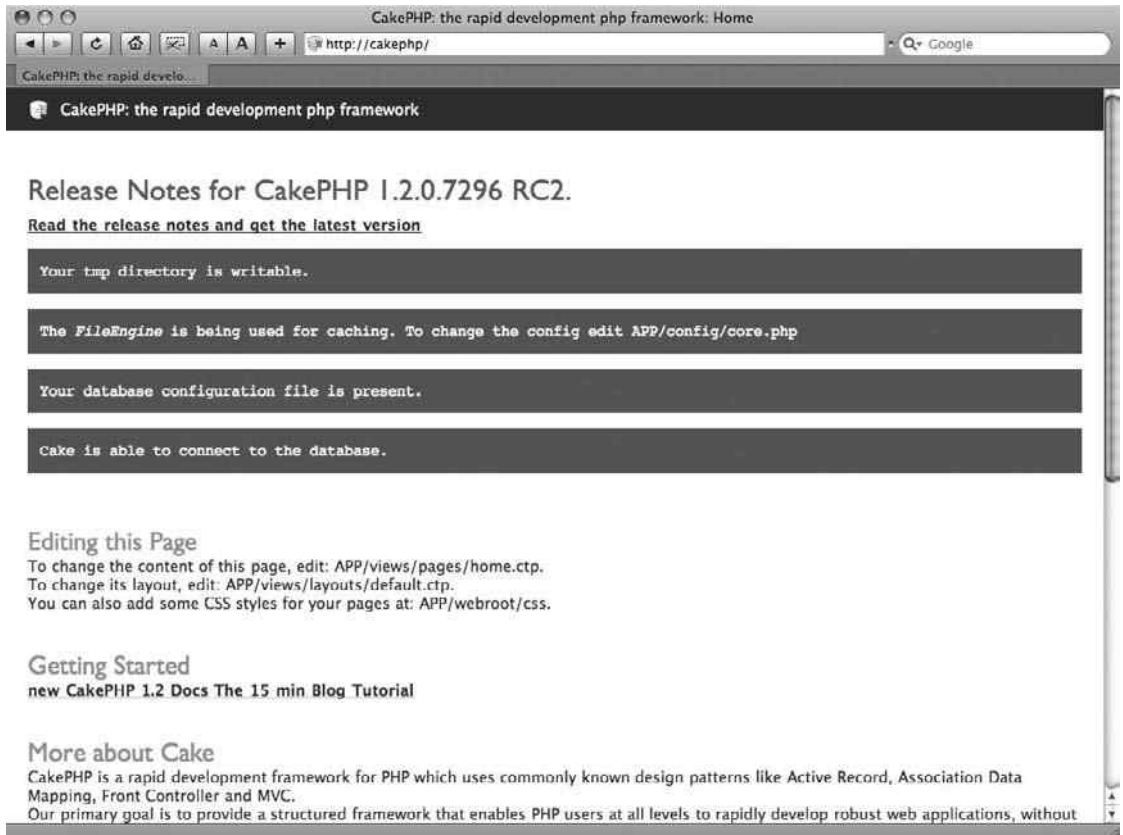 CakePHP: the rapid development php framework: Home
A A + http://cakephp/ Google
CakePHP: the rapid develo...
CakePHP: the rapid development php framework
Release Notes for CakePHP 1.2.0.7296 RC2.
Read the release notes and get the latest version
Your tmp directory is writable.
The FileEngine is being used for caching. To change the config edit APP/config/core.php
Your database configuration file is present.
Cake is able to connect to the database.
Editing this Page
To change the content of this page, edit: APP/views/pages/home.ctp.
To change its layout, edit: APP/views/layouts/default.ctp.
You can also add some CSS styles for your pages at: APP/webroot/css.
Getting Started
new CakePHP 1.2 Docs The 15 min Blog Tutorial
More about Cake
CakePHP is a rapid development framework for PHP which uses commonly known design patterns like Active Record, Association Data
Mapping, Front Controller and MVC.
Our primary goal is to provide a structured framework that enables PHP users at all levels to rapidly develop robust web applications, without